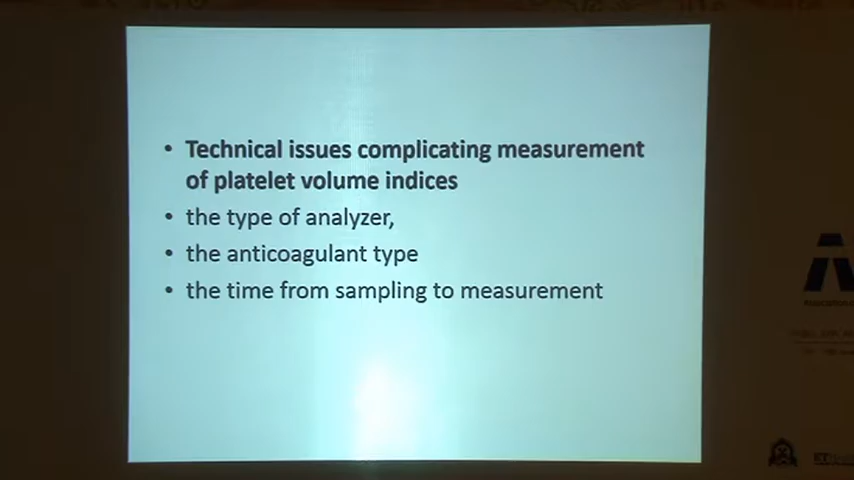 • Technical issues complicating measurement
of platelet volume indices
• the type of analyzer,
• the anticoagulant type
• the time from sampling to measurement